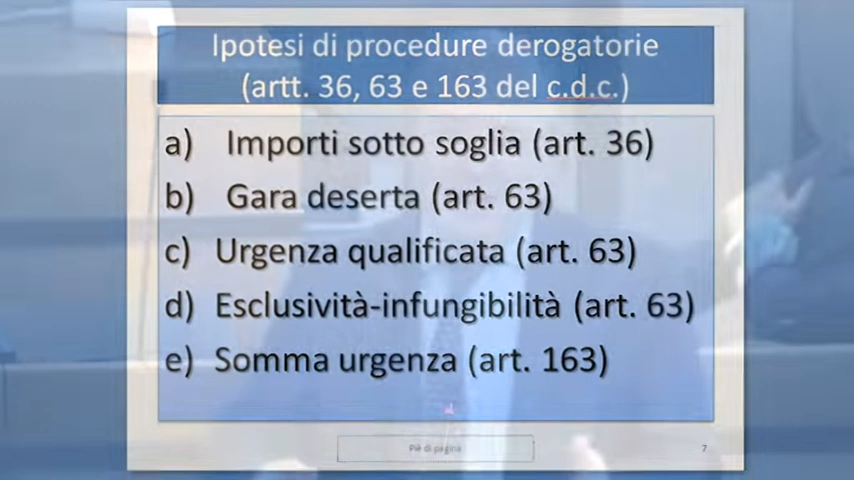 Ipotesi di procedure derogatorie
(artt. 36, 63 e 163 del c.d.c.)
a) Importi sotto soglia (art. 36)
b) Gara deserta (art. 63)
c) Urgenza qualificata (art. 63)
d) Esclusività-infungibilità (art. 63)
e) Somma urgenza (art. 163)
Piè di pagina
7